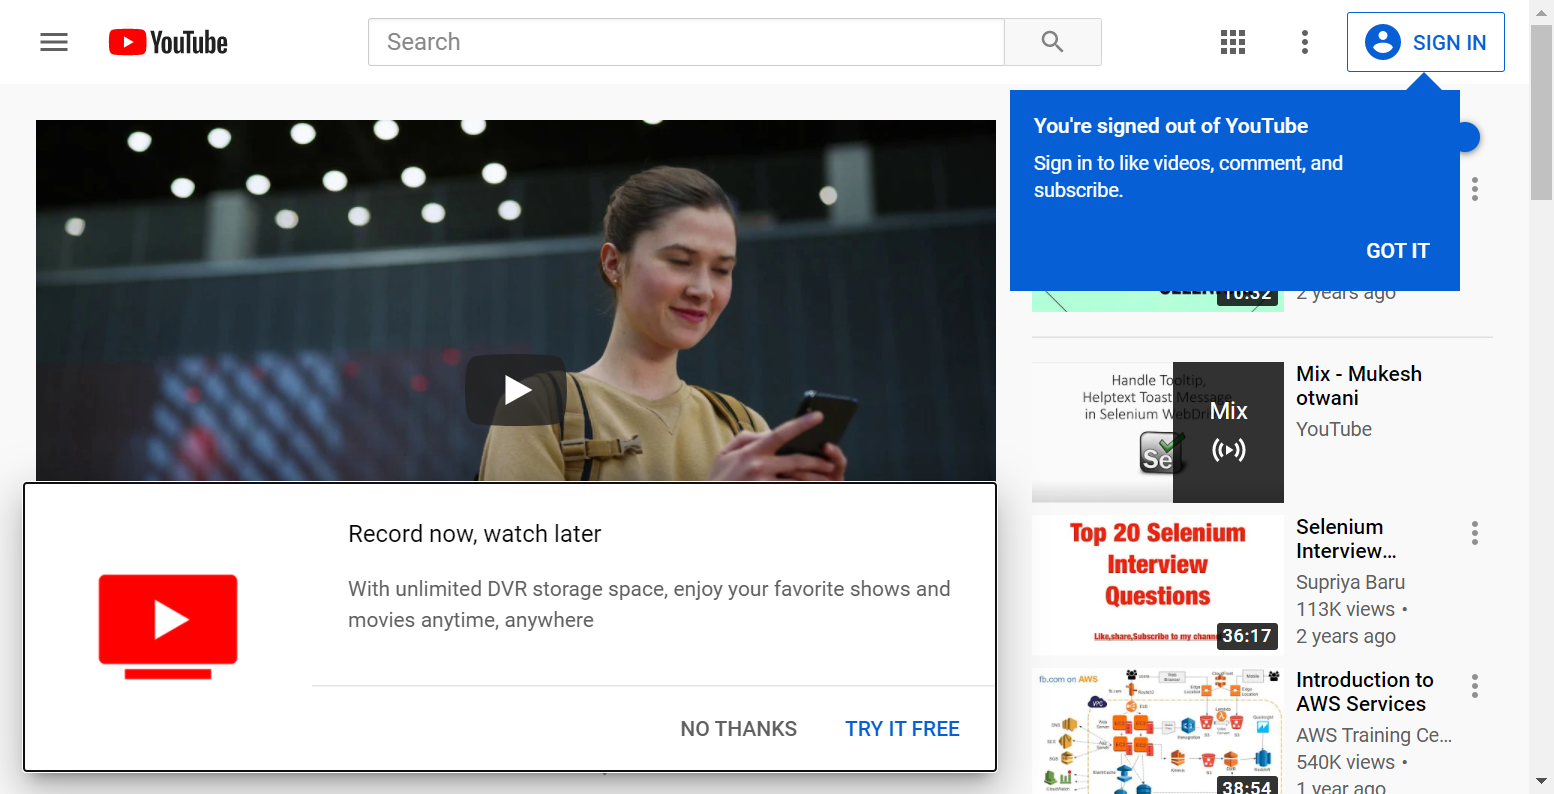 YouTube
Search
SIGN IN
You're signed out of YouTube
Sign in to like videos, comment, and
subscribe.
GOT IT
10:32
2 years ago
Handle Tooltip,
Helptext Toast Message
in Selenium WebDri
Se
Mix
Mix - Mukesh
otwani
YouTube
Top 20 Selenium
Interview
Questions
Like,share,Subscribe to my channe
36:17
Selenium
Interview…
Supriya Baru
113K views •
2 years ago
fb.com on AWS
VPC
38:54
Introduction to
AWS Services
AWS Training Ce…
540K views •
1 year ago
Record now, watch later
With unlimited DVR storage space, enjoy your favorite shows and
movies anytime, anywhere
NO THANKS
TRY IT FREE